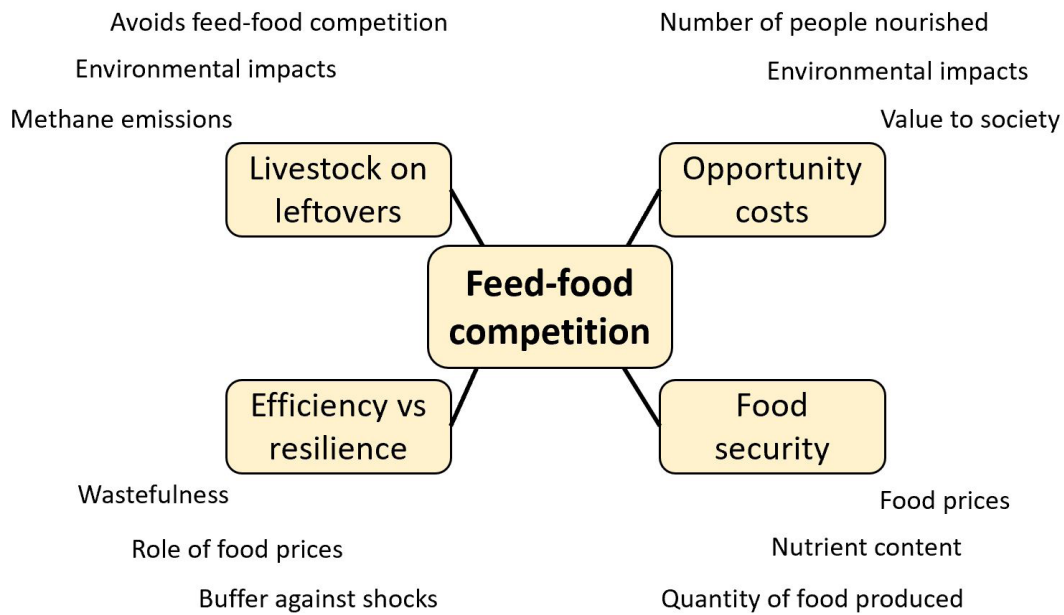 Avoids feed-food competition
Environmental impacts
Methane emissions
Livestock on
leftovers
Number of people nourished
Environmental impacts
Value to society
Opportunity
costs
Feed-food
competition
Efficiency vs
resilience
Wastefulness
Role of food prices
Buffer against shocks
Food
security
Food prices
Nutrient content
Quantity of food produced